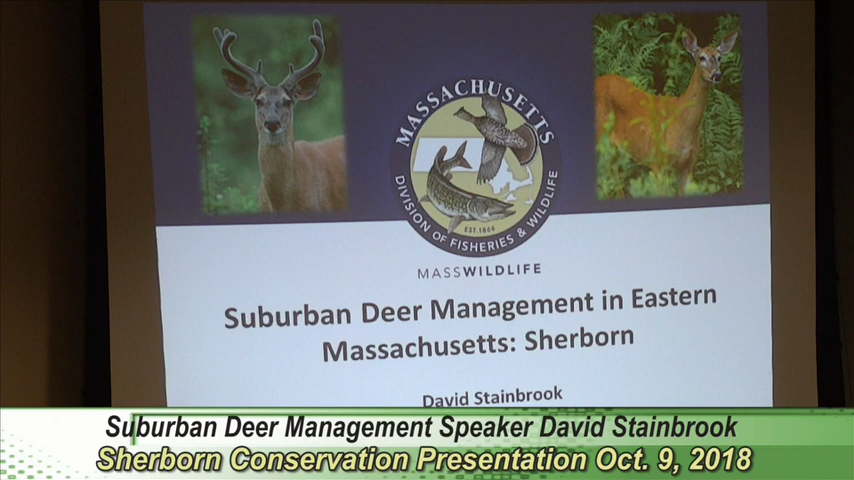 MASSACHUSETTS
DIVISION OF FISHERIES & WILDLIFE
EST.1866
MASSWILDLIFE
Suburban Deer Management in Eastern
Massachusetts: Sherborn
David Stainbrook
Suburban Deer Management Speaker David Stainbrook
Sherborn Conservation Presentation Oct. 9, 2018